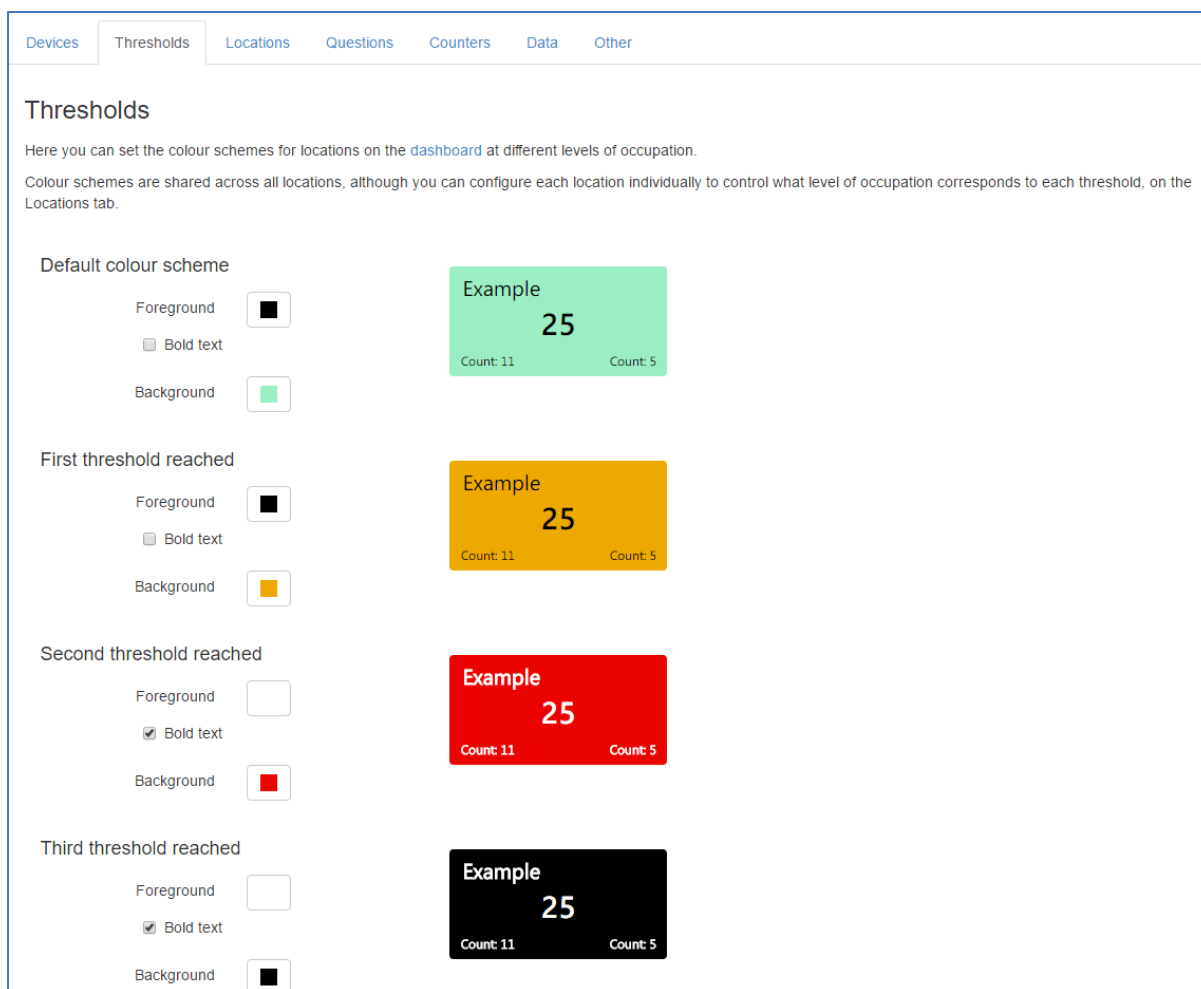 Devices Thresholds Locations Questions Counters Data Other
Thresholds
Here you can set the colour schemes for locations on the dashboard at different levels of occupation.
Colour schemes are shared across all locations, although you can configure each location individually to control what level of occupation corresponds to each threshold, on the
Locations tab.
Default colour scheme
Foreground
Bold text
Background
Example
25
Count: 11 Count: 5
First threshold reached
Foreground
Bold text
Background
Example
25
Count: 11 Count: 5
Second threshold reached
Foreground
Bold text
Background
Example
25
Count: 11 Count: 5
Third threshold reached
Foreground
Bold text
Background
Example
25
Count: 11 Count: 5